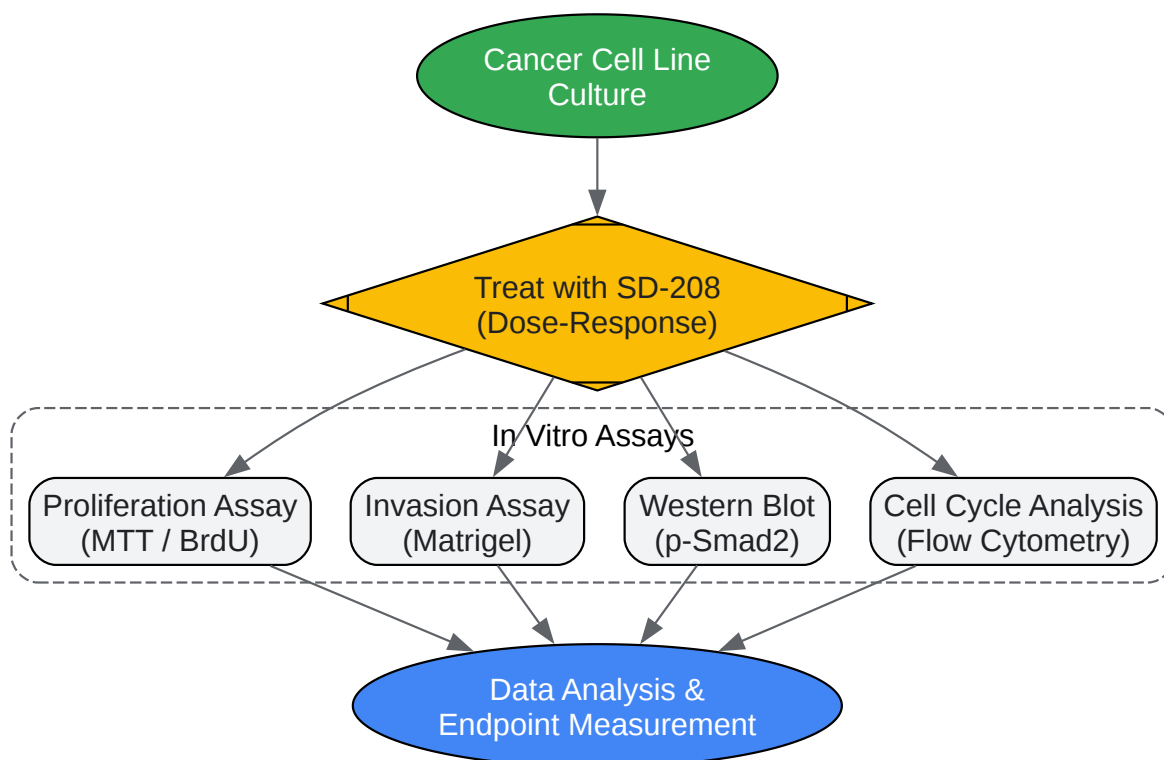 Cancer Cell Line
Culture
Treat with SD-208
(Dose-Response)
In Vitro Assays
Proliferation Assay
(MTT / BrdU)
Invasion Assay
(Matrigel)
Western Blot
(p-Smad2)
Cell Cycle Analysis
(Flow Cytometry)
Data Analysis &
Endpoint Measurement